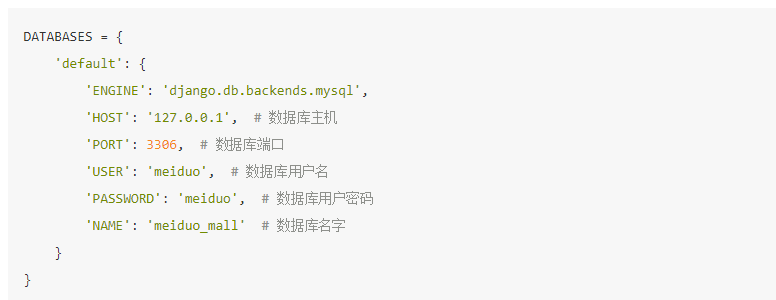 DATABASES = {
    'default': {
        'ENGINE': 'django.db.backends.mysql',
        'HOST': '127.0.0.1',  # 数据库主机
        'PORT': 3306,  # 数据库端口
        'USER': 'meiduo',  # 数据库用户名
        'PASSWORD': 'meiduo',  # 数据库用户密码
        'NAME': 'meiduo_mall'  # 数据库名字
    }
}